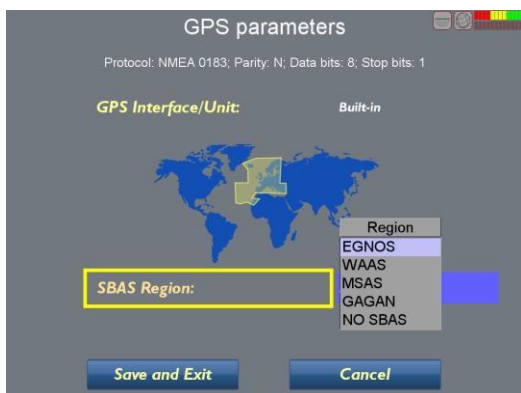 GPS parameters
Protocol: NMEA 0183; Parity: N; Data bits: 8; Stop bits: 1
GPS Interface/Unit: Built-in
Region
EGNOS
WAAS
SBAS Region:
MSAS
GAGAN
NO SBAS
Save and Exit Cancel